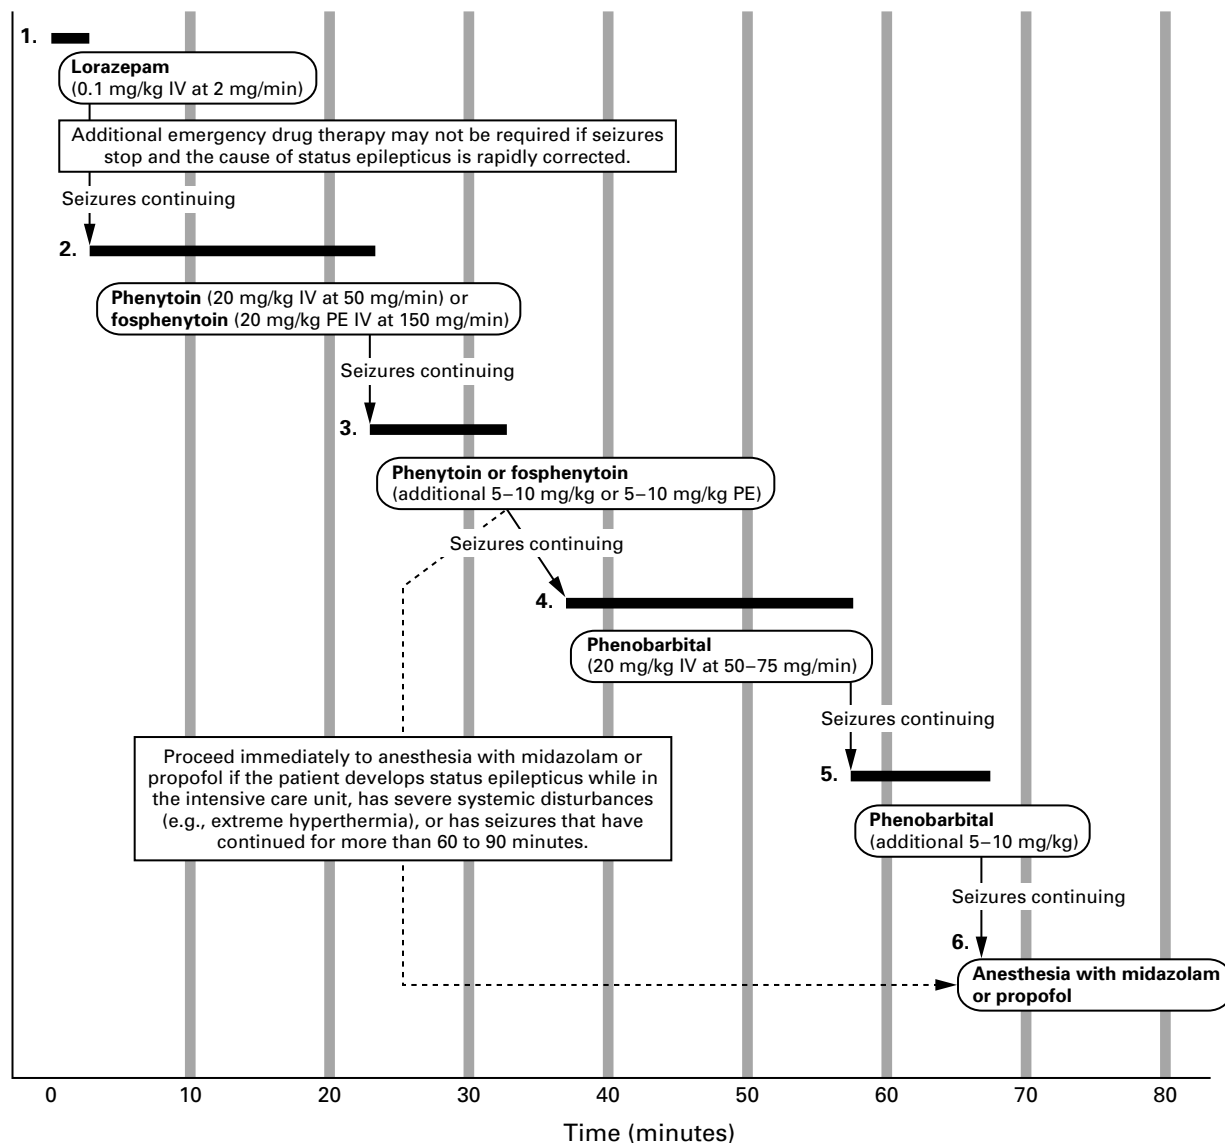 1.
Lorazepam
(0.1 mg/kg IV at 2 mg/min)
Additional emergency drug therapy may not be required if seizures
stop and the cause of status epilepticus is rapidly corrected.
Seizures continuing
2.
Phenytoin (20 mg/kg IV at 50 mg/min) or
fosphenytoin (20 mg/kg PE IV at 150 mg/min)
Seizures continuing
3.
Phenytoin or fosphenytoin
(additional 5–10 mg/kg or 5–10 mg/kg PE)
Seizures continuing
4.
Phenobarbital
(20 mg/kg IV at 50–75 mg/min)
Seizures continuing
Proceed immediately to anesthesia with midazolam or
propofol if the patient develops status epilepticus while in
the intensive care unit, has severe systemic disturbances
(e.g., extreme hyperthermia), or has seizures that have
continued for more than 60 to 90 minutes.
5.
Phenobarbital
(additional 5–10 mg/kg)
Seizures continuing
6.
Anesthesia with midazolam
or propofol
0 10 20 30 40 50 60 70 80
Time (minutes)